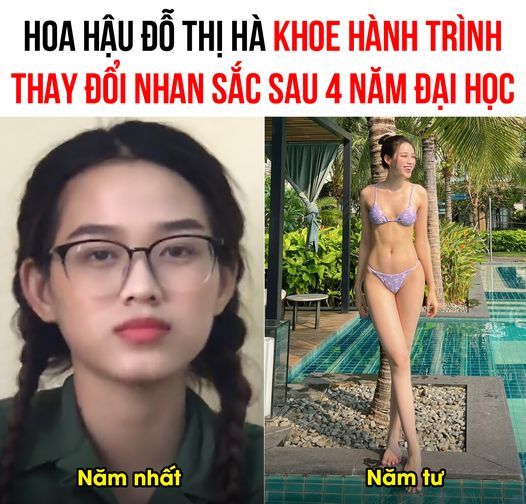 HOA HẬU ĐỖ THỊ HÀ KHOE HÀNH TRÌNH
THAY ĐỔI NHAN SẮC SAU 4 NĂM ĐẠI HỌC
Năm nhất
Năm tư